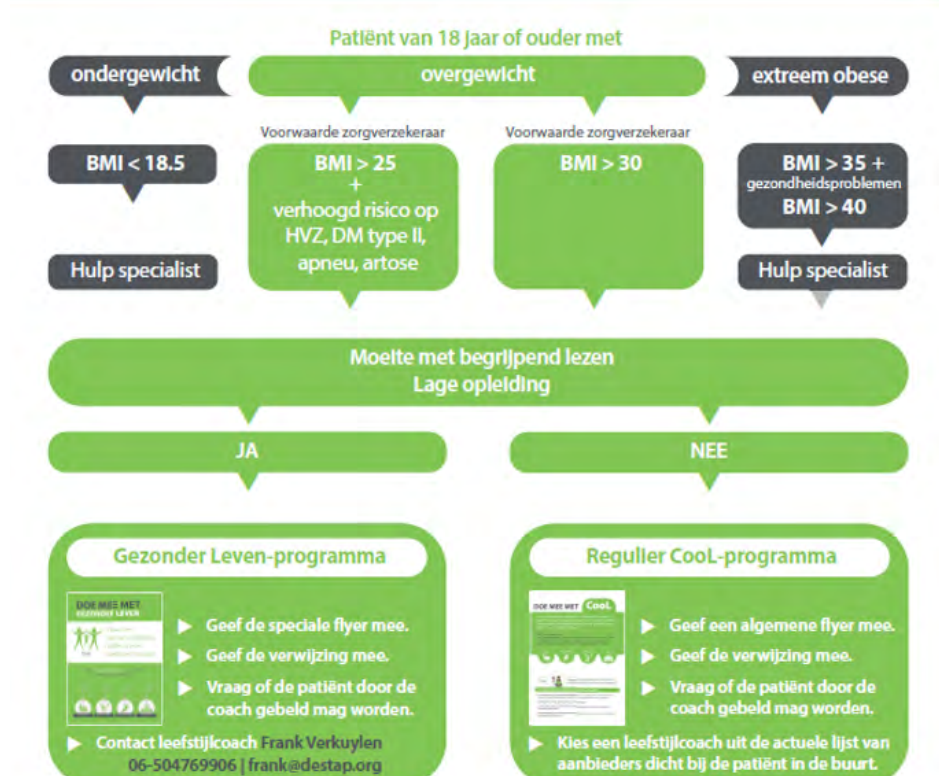 Patiënt van 18 jaar of ouder met
ondergewicht
overgewicht
extreem obese
Voorwaarde zorgverzekeraar
Voorwaarde zorgverzekeraar
BMI < 18.5
BMI > 25
+
verhoogd risico op
HVZ, DM type II,
apneu, artose
BMI > 30
BMI > 35 +
gezondheidsproblemen
BMI > 40
Hulp specialist
Hulp specialist
Moeite met begrijpend lezen
Lage opleiding
JA
NEE
Gezonder Leven-programma
DOE MEE MET
GEZONDER LEVEN
Geef de speciale flyer mee.
Geef de verwijzing mee.
Vraag of de patiënt door de
coach gebeld mag worden.
Contact leefstijlcoach Frank Verkuylen
06-504769906 | frank@destap.org
Regulier CooL-programma
DOE MEE MET CooL
Geef een algemene flyer mee.
Geef de verwijzing mee.
Vraag of de patiënt door de
coach gebeld mag worden.
Kies een leefstijlcoach uit de actuele lijst van
aanbieders dicht bij de patiënt in de buurt.